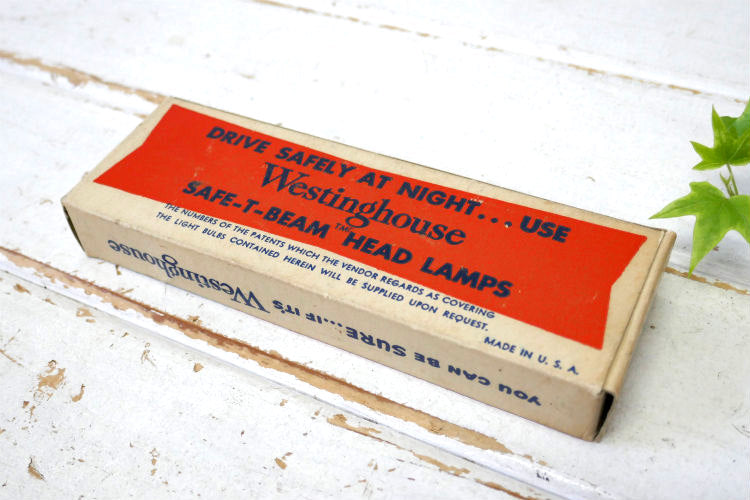 DRIVE SAFELY AT NIGHT... USE
Westinghouse
SAFE-T-BEAM TMC HEAD LAMPS
THE NUMBERS OF THE PATENTS WHICH THE VENDOR REGARDS AS COVERING
THE LIGHT BULBS CONTAINED HEREIN WILL BE SUPPLIED UPON REQUEST.
MADE IN U. S. A.
YOU CAN BE SURE...IF IT'S Westinghouse